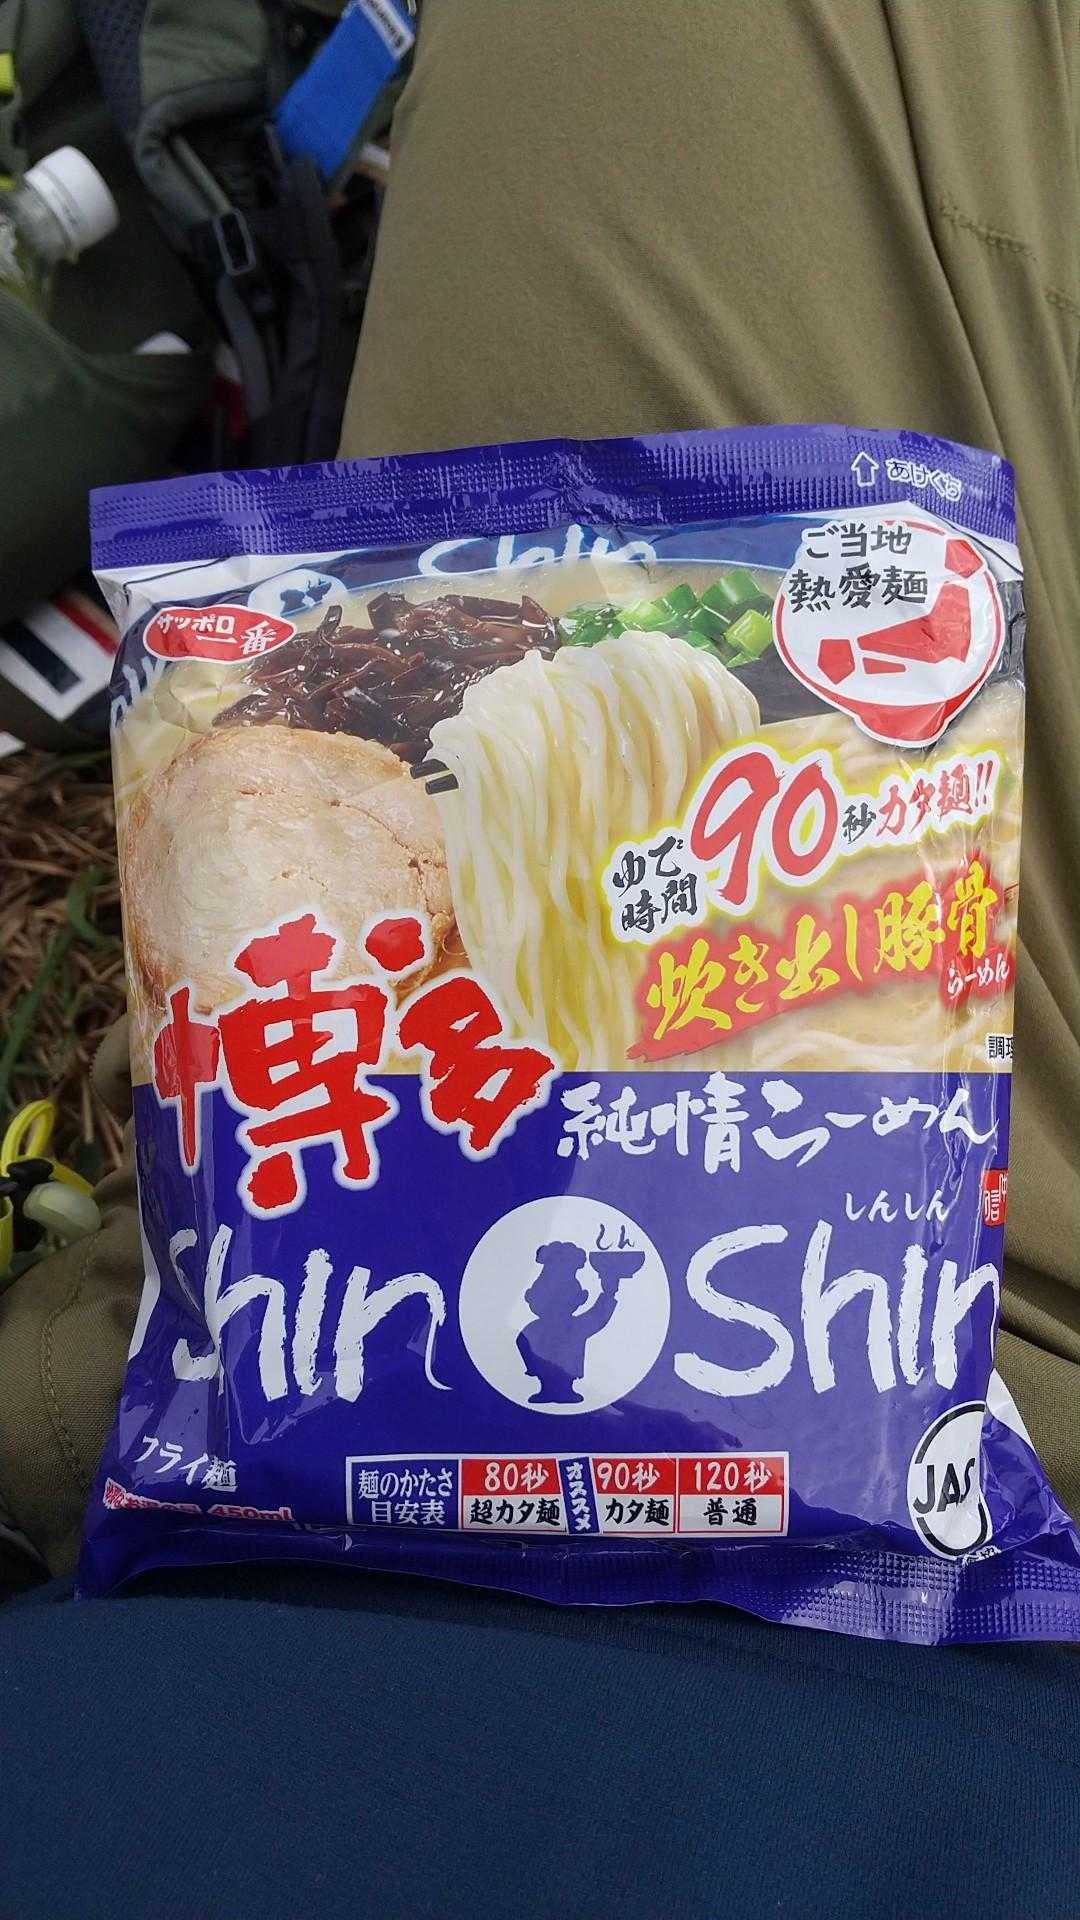 あけくち
Shin
ご当地
熱愛麺
サッポロ
一番
ゆで
時間
90
秒
カタ麺!!
炊き出し豚骨
らーめん
調理
博多
純情らーめん
しんしん
Shin
しん
Shin
フライ麺
450ml
麺のかたさ
目安表
80秒
超カタ麺
オススメ
90秒
カタ麺
120秒
普通
JAS